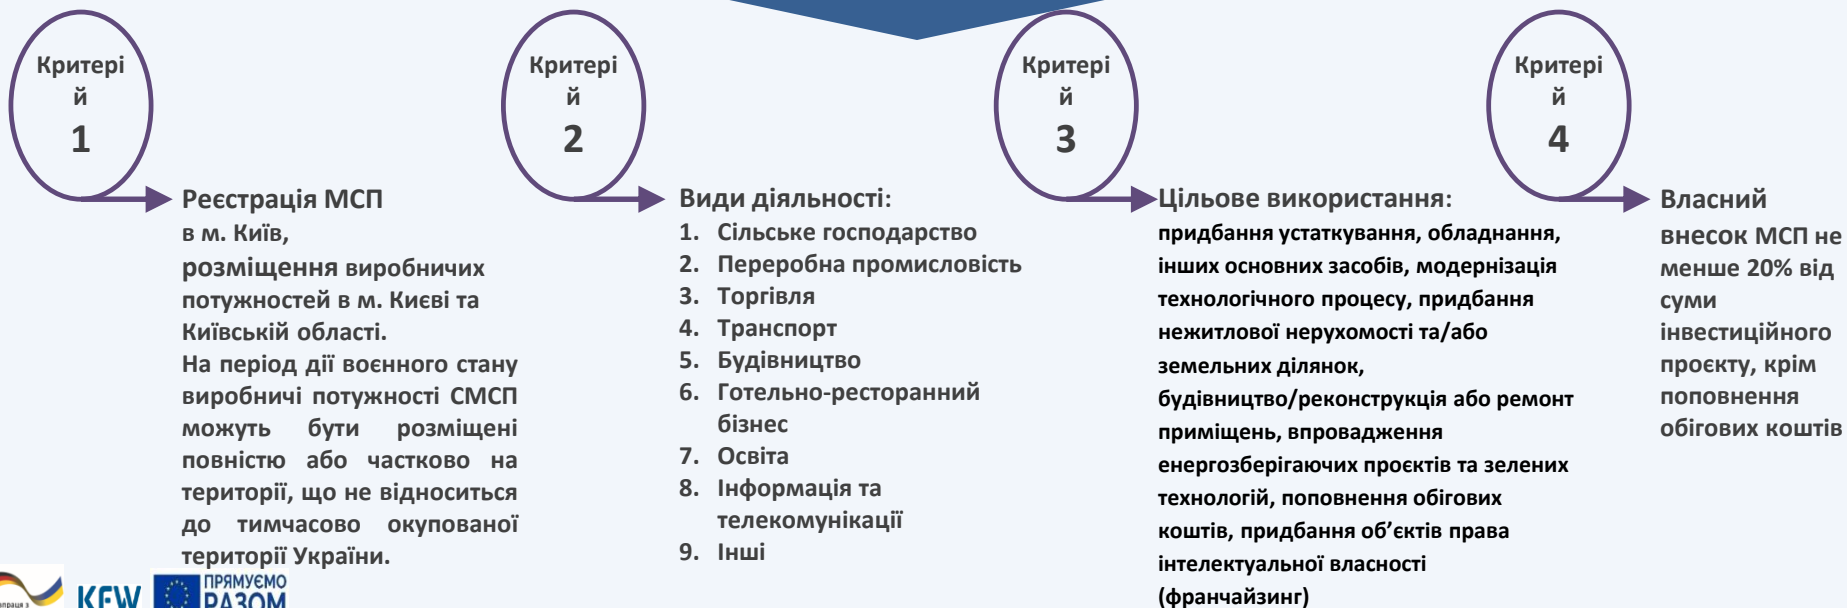 Критері
й
1
Реєстрація МСП
в м. Київ,
розміщення виробничих
потужностей в м. Києві та
Київській області.
На період дії воєнного стану
виробничі потужності СМСП
можуть бути розміщені
повністю або частково на
території, що не відноситься
до тимчасово окупованої
території України.
Критері
й
2
Види діяльності:
1. Сільське господарство
2. Переробна промисловість
3. Торгівля
4. Транспорт
5. Будівництво
6. Готельно-ресторанний
бізнес
7. Освіта
8. Інформація та
телекомунікації
9. Інші
Критері
й
3
Цільове використання:
придбання устаткування, обладнання,
інших основних засобів, модернізація
технологічного процесу, придбання
нежитлової нерухомості та/або
земельних ділянок,
будівництво/реконструкція або ремонт
приміщень, впровадження
енергозберігаючих проєктів та зелених
технологій, поповнення обігових
коштів, придбання об’єктів права
інтелектуальної власності
(франчайзинг)
Критері
й
4
Власний
внесок МСП не
менше 20% від
суми
інвестиційного
проєкту, крім
поповнення
обігових коштів
KFW
ПРЯМУЄМО
РАЗОМ